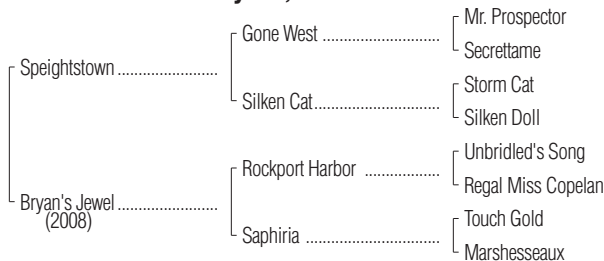 Mr. Prospector
Gone West ........................
Secrettame
Speightstown ....................
Storm Cat
Silken Cat..........................
Silken Doll
Unbridled's Song
Rockport Harbor ...............
Regal Miss Copelan
Bryan's Jewel ....................
(2008)
Touch Gold
Saphiria ............................
Marshesseaux